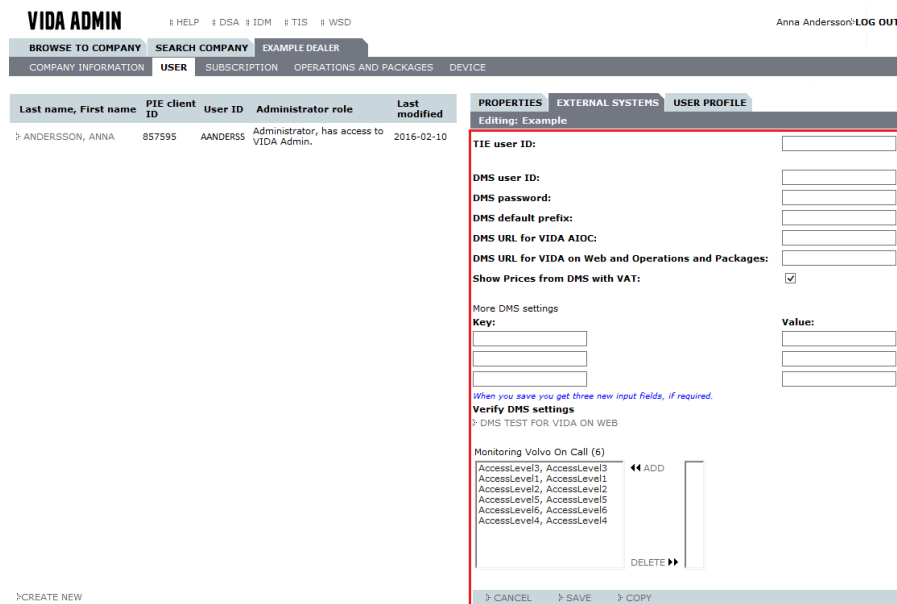 VIDA ADMIN
HELP DSA IDM TIS WSD
Anna Andersson LOG OUT
BROWSE TO COMPANY SEARCH COMPANY EXAMPLE DEALER
COMPANY INFORMATION USER SUBSCRIPTION OPERATIONS AND PACKAGES DEVICE
Last name, First name PIE client ID User ID Administrator role Last modified
ANDERSSON, ANNA 857595 AANDERSS Administrator, has access to VIDA Admin. 2016-02-10
CREATE NEW
PROPERTIES EXTERNAL SYSTEMS USER PROFILE
Editing: Example
TIE user ID:
DMS user ID:
DMS password:
DMS default prefix:
DMS URL for VIDA AIOC:
DMS URL for VIDA on Web and Operations and Packages:
Show Prices from DMS with VAT:
More DMS settings
Key: Value:
When you save you get three new input fields, if required.
Verify DMS settings
DMS TEST FOR VIDA ON WEB
Monitoring Volvo On Call (6)
AccessLevel3, AccessLevel3
AccessLevel1, AccessLevel1
AccessLevel2, AccessLevel2
AccessLevel5, AccessLevel5
AccessLevel6, AccessLevel6
AccessLevel4, AccessLevel4
ADD
DELETE
CANCEL SAVE COPY